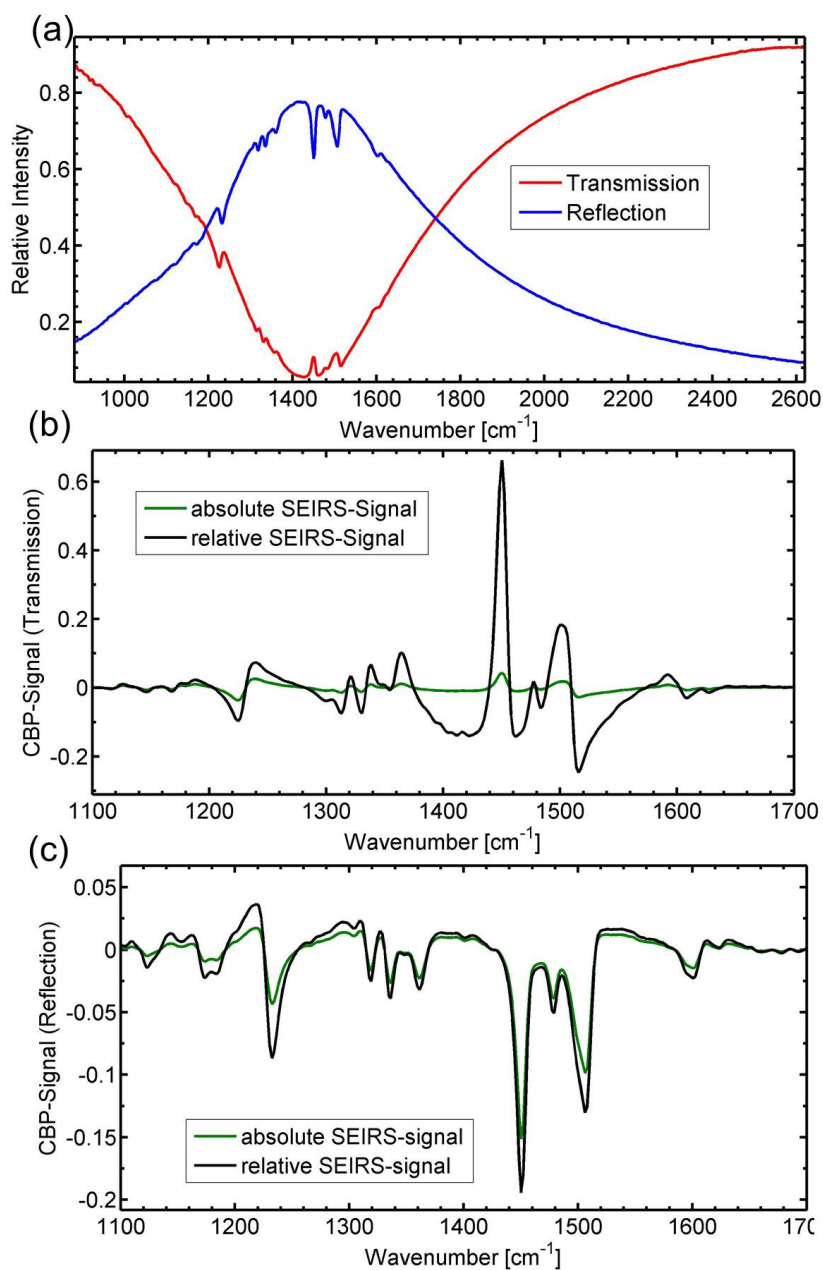 (a)
Relative Intensity
0.8
0.6
0.4
0.2
Transmission
Reflection
1000 1200 1400 1600 1800 2000 2200 2400 2600
Wavenumber [cm⁻¹]
(b)
CBP-Signal (Transmission)
0.6
0.4
0.2
0
-0.2
absolute SEIRS-Signal
relative SEIRS-Signal
1100 1200 1300 1400 1500 1600 1700
Wavenumber [cm⁻¹]
(c)
CBP-Signal (Reflection)
0.05
0
-0.05
-0.1
-0.15
-0.2
absolute SEIRS-signal
relative SEIRS-signal
1100 1200 1300 1400 1500 1600 170
Wavenumber [cm⁻¹]